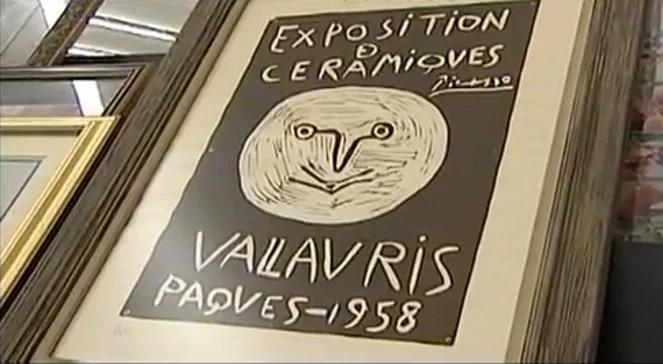 EXPOSITION
D
CERAMIQUES
Picasso
VALLAURIS
PAQUES-1958